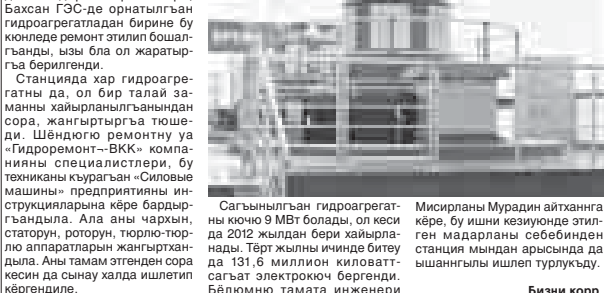 Бахсан ГЭС-де орнатылгъан
гидроагрегатладан бирине бу
кюнледе ремонт этилип бошал-
гъанды, ызы бла ол жаратыр-
гъа берилгенди.
Станцияда хар гидроагре-
гатны да, ол бир талай за-
манны хайырланылгъанындан
сора, жангыртыргъа тюше-
ди. Шёндюгю ремонтну уа
«Гидроремонт¬-ВКК» компа-
нияны специалистлери, бу
техниканы къурагъан «Силовые
машины» предприятияны ин-
струкцияларына кёре бардыр-
гъандыла. Ала аны чархын,
статорун, роторун, тюрлю-тюр-
лю аппаратларын жангыртхан-
дыла. Аны тамам этгенден сора
кесин да сынау халда ишлетип
кёргендиле.
Сагъынылгъан гидроагрегат-
ны кючю 9 МВт болады, ол кеси
да 2012 жылдан бери хайырла-
нады. Тёрт жылны ичинде битеу
да 131,6 миллион киловатт-
сагъат электрокюч бергенди.
Бёлюмню тамата инженери
Мисирланы Мурадин айтханнга
кёре, бу ишни кезиуюнде этил-
ген мадарланы себебинден
станция мындан арысында да
ышаннгылы ишлеп турлукъду.
Бизни корр.